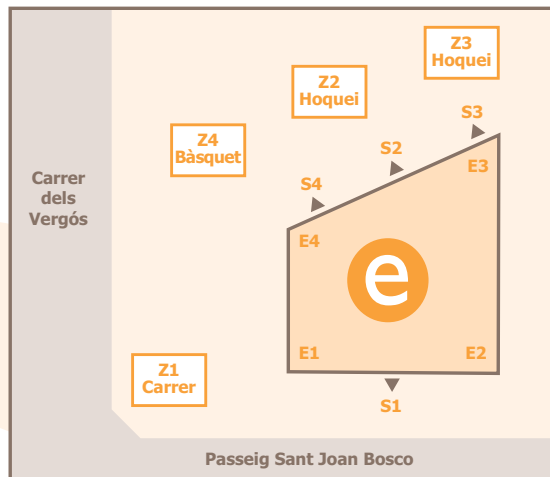 Z3
Hoquei
Z2
Hoquei
Z4
Bàsquet
S3
S2
S4
E3
Carrer
dels
Vergós
E4
e
E1
E2
Z1
Carrer
S1
Passeig Sant Joan Bosco